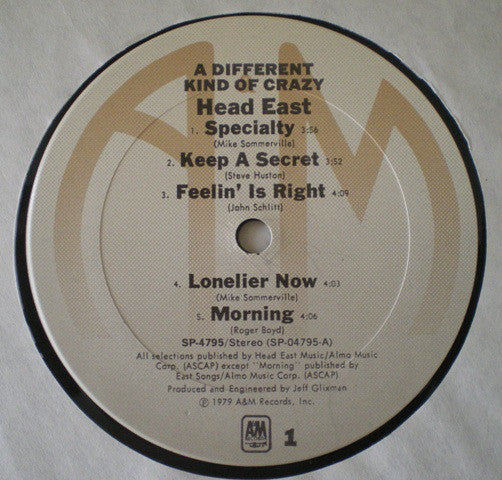 A DIFFERENT
KIND OF CRAZY
Head East
1. Specialty 3:56
(Mike Sommerville)
2. Keep A Secret 3:52
(Steve Huston)
3. Feelin' Is Right 4:09
(John Schlitt)
4. Lonelier Now 4:03
(Mike Sommerville)
5. Morning 4:06
(Roger Boyd)
SP-4795/Stereo (SP-04795-A)
All selections published by Head East Music/Almo Music
Corp. (ASCAP) except "Morning" published by
East Songs/Almo Music Corp. (ASCAP)
Produced and Engineered by Jeff Glixman
℗ 1979 A&M Records, Inc.
A&M
RECORDS
1